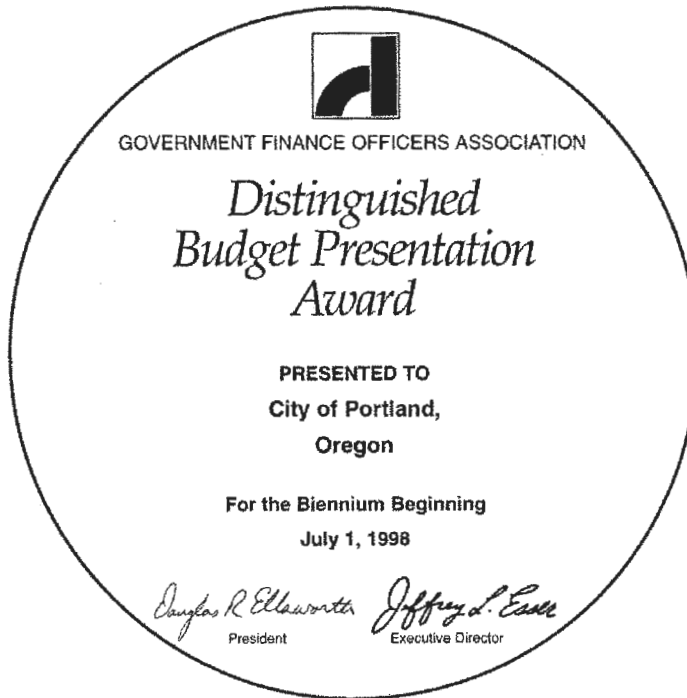 GOVERNMENT FINANCE OFFICERS ASSOCIATION
Distinguished
Budget Presentation
Award
PRESENTED TO
City of Portland,
Oregon
For the Biennium Beginning
July 1, 1998
Douglas R Ellsworth Jeffrey L. Esser
President Executive Director